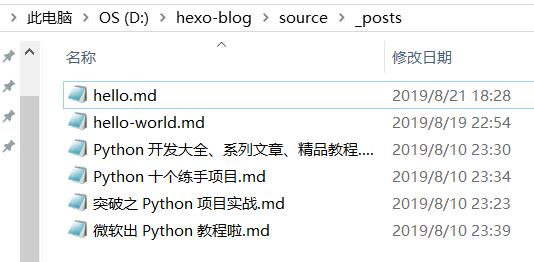 此电脑 > OS (D:) > hexo-blog > source > _posts
名称 修改日期
hello.md 2019/8/21 18:28
hello-world.md 2019/8/19 22:54
Python 开发大全、系列文章、精品教程.... 2019/8/10 23:30
Python 十个练手项目.md 2019/8/10 23:34
突破之 Python 项目实战.md 2019/8/10 23:23
微软出 Python 教程啦.md 2019/8/10 23:39